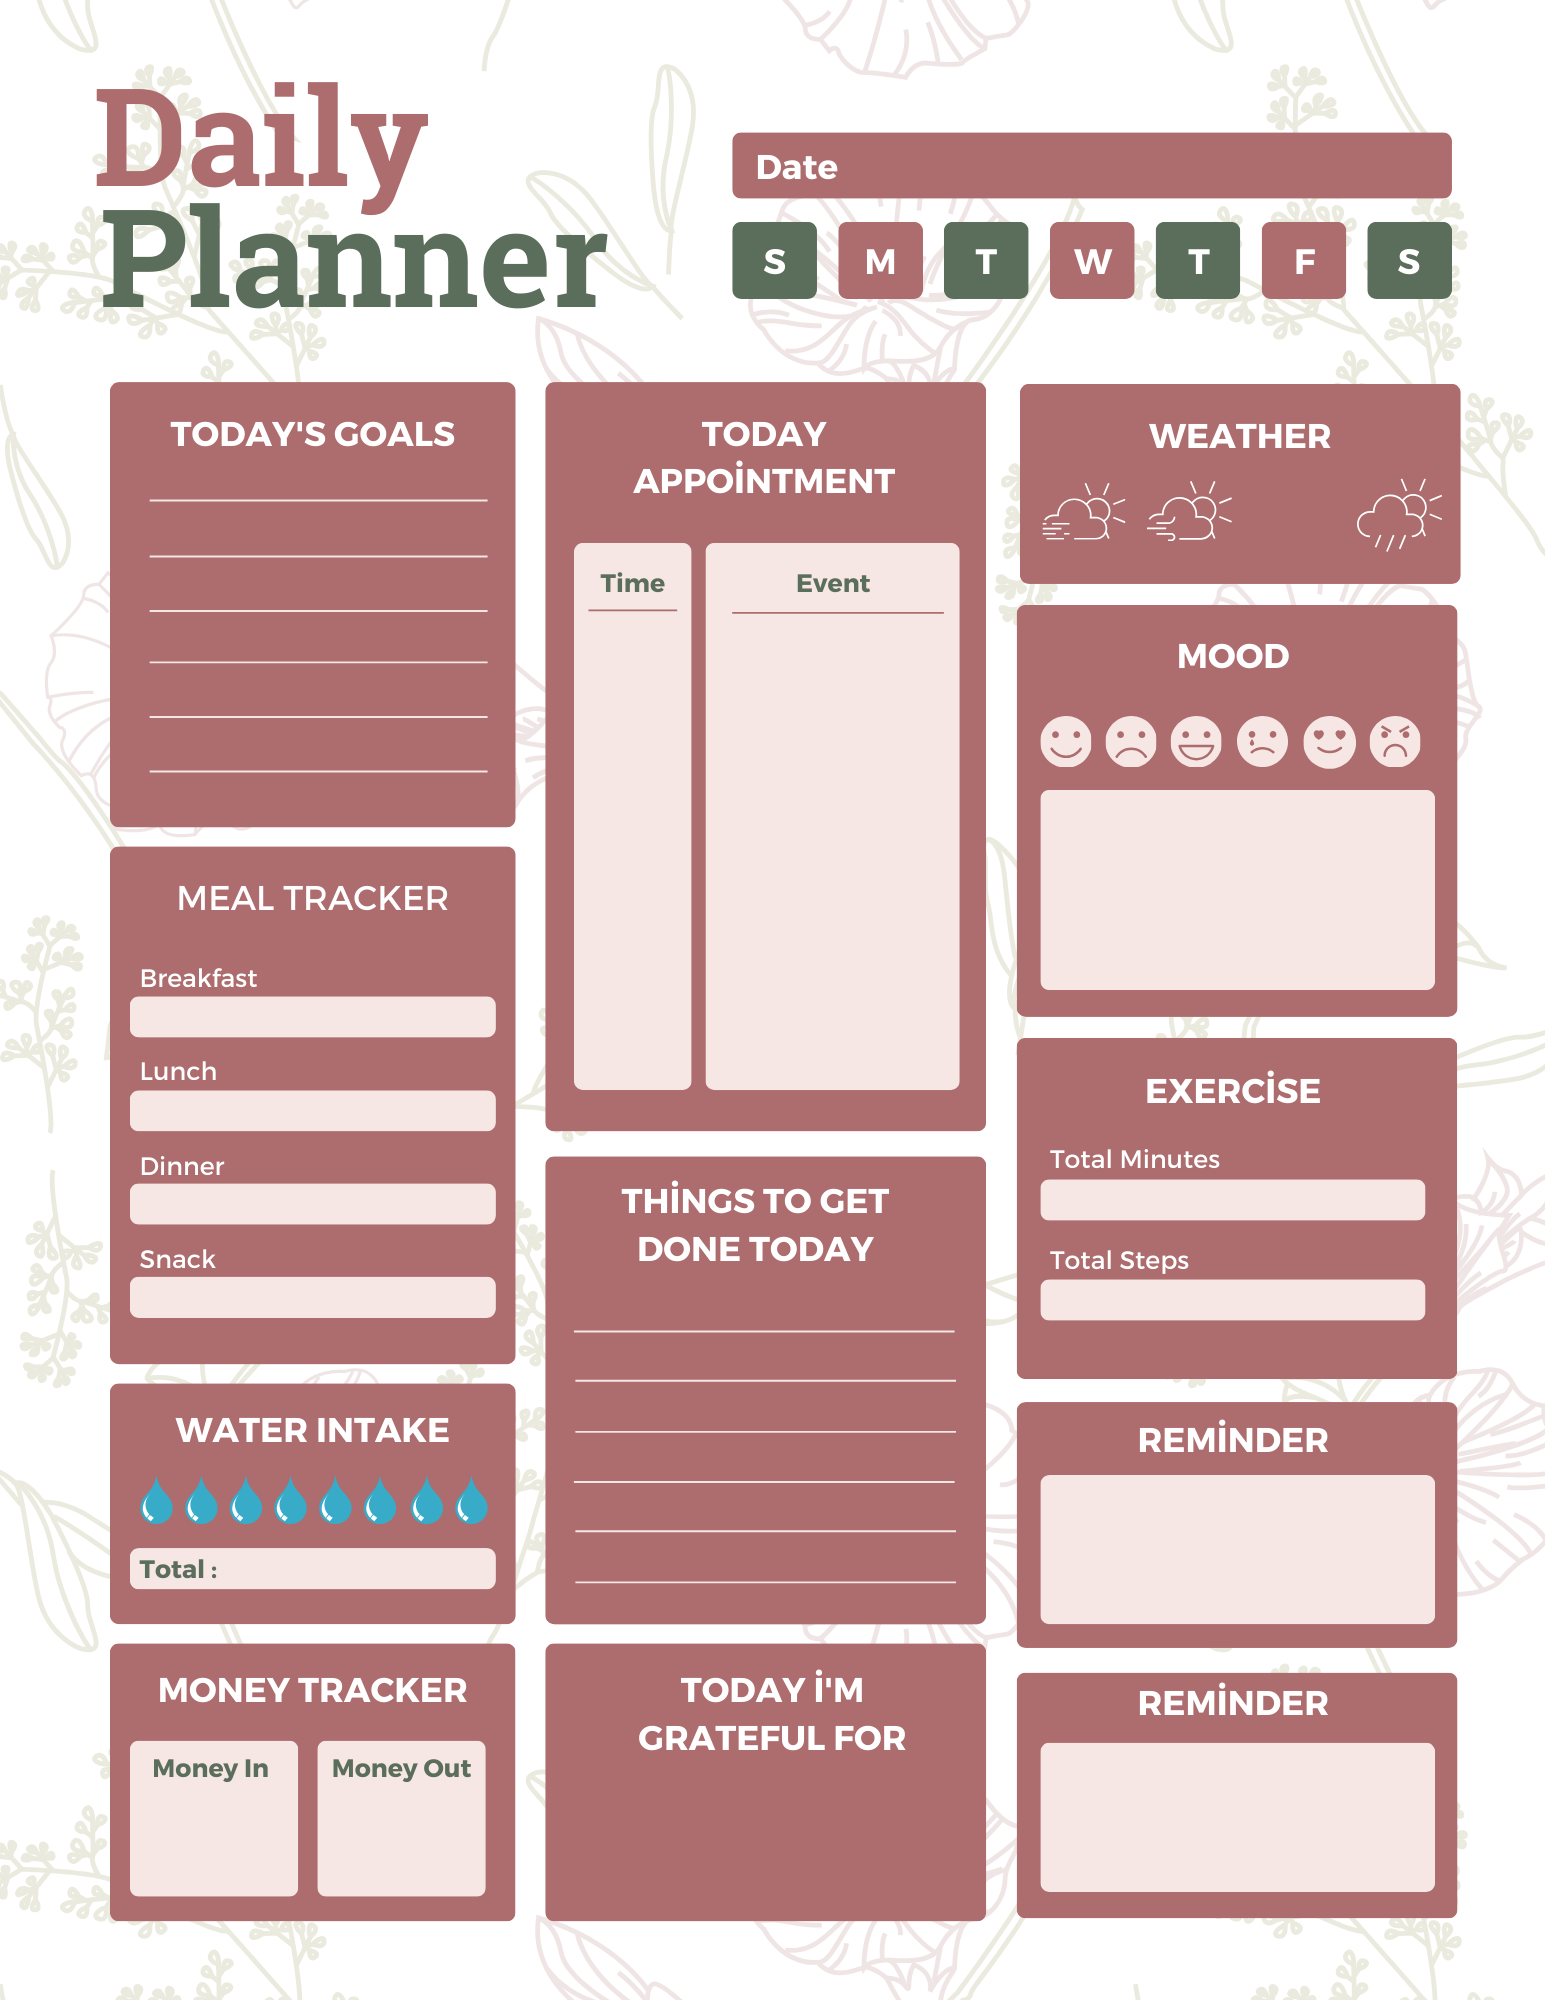 Daily
Planner
Date
S M T W T F S
TODAY'S GOALS
TODAY
APPOİNTMENT
Time
Event
WEATHER
MOOD
MEAL TRACKER
Breakfast
Lunch
Dinner
Snack
EXERCİSE
Total Minutes
Total Steps
THİNGS TO GET
DONE TODAY
WATER INTAKE
Total :
REMİNDER
MONEY TRACKER
Money In
Money Out
TODAY İ'M
GRATEFUL FOR
REMİNDER